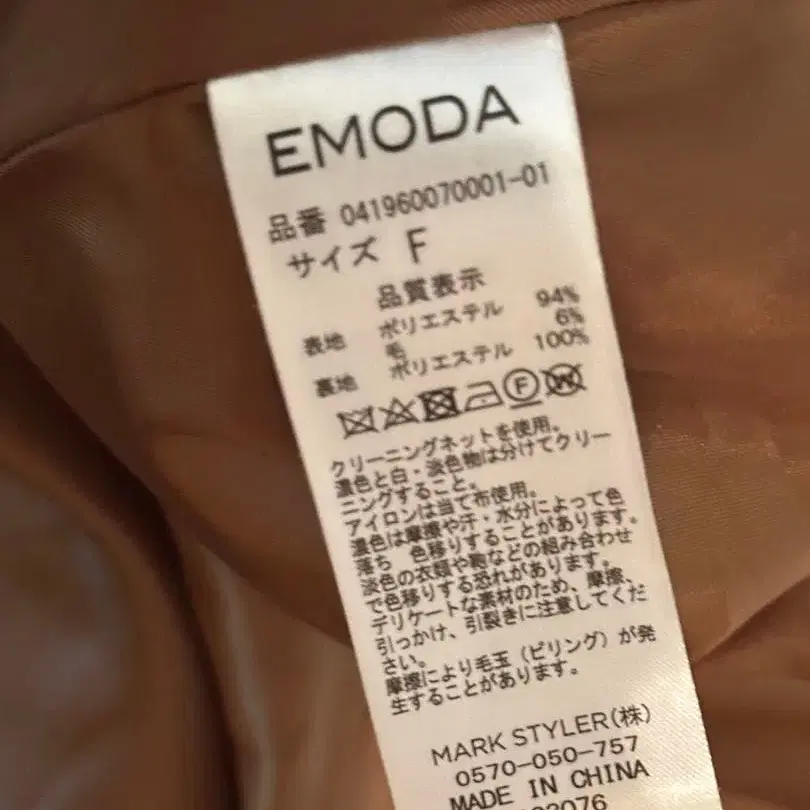 EMODA
品番 041960070001-01
サイズ F
品質表示
表地 ポリエステル 94%
毛 6%
裏地 ポリエステル 100%
F W
クリーニングネットを使用。
濃色と白・淡色物は分けてクリー
ニングすること。
アイロンは当て布使用。
濃色は摩擦や汗・水分によって色
落ち 色移りすることがあります。
淡色の衣類や鞄などの組み合わせ
で色移りする恐れがあります。
デリケートな素材のため、摩擦、
引っかけ、引裂きに注意してくだ
さい。
摩擦により毛玉（ピリング）が発
生することがあります。
MARK STYLER(株)
0570-050-757
MADE IN CHINA